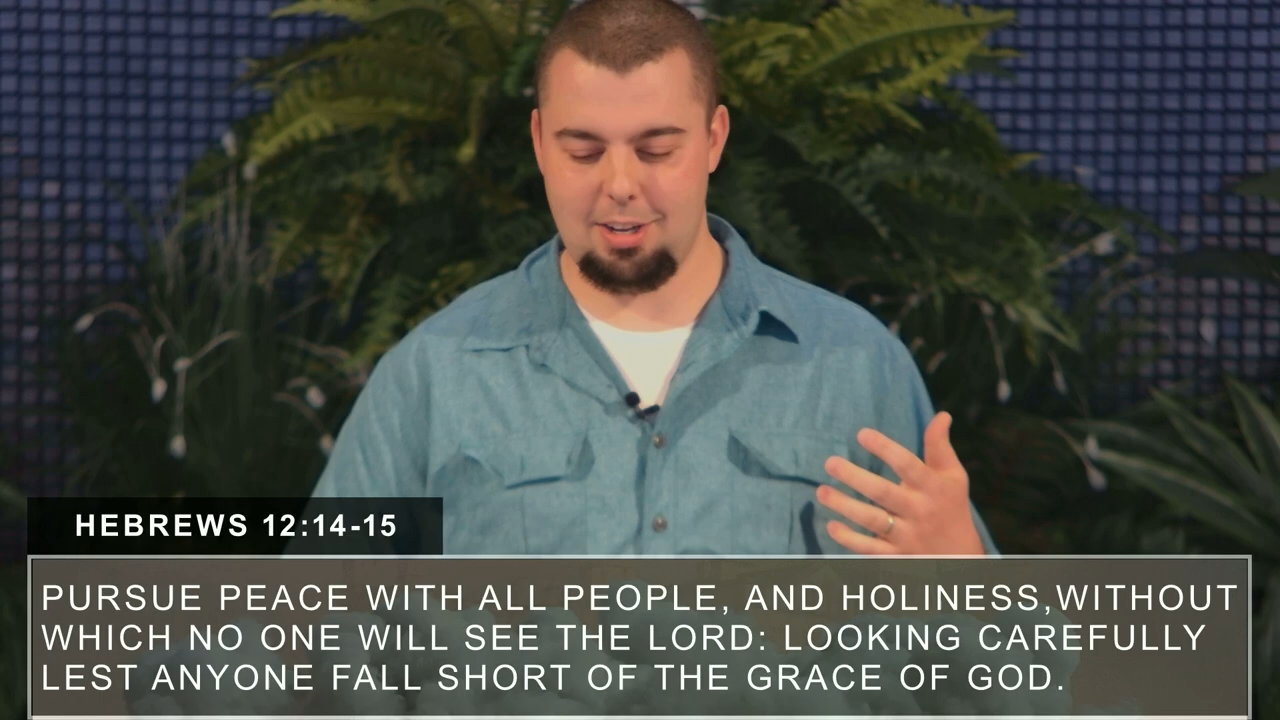 HEBREWS 12:14-15
PURSUE PEACE WITH ALL PEOPLE, AND HOLINESS,WITHOUT
WHICH NO ONE WILL SEE THE LORD: LOOKING CAREFULLY
LEST ANYONE FALL SHORT OF THE GRACE OF GOD.